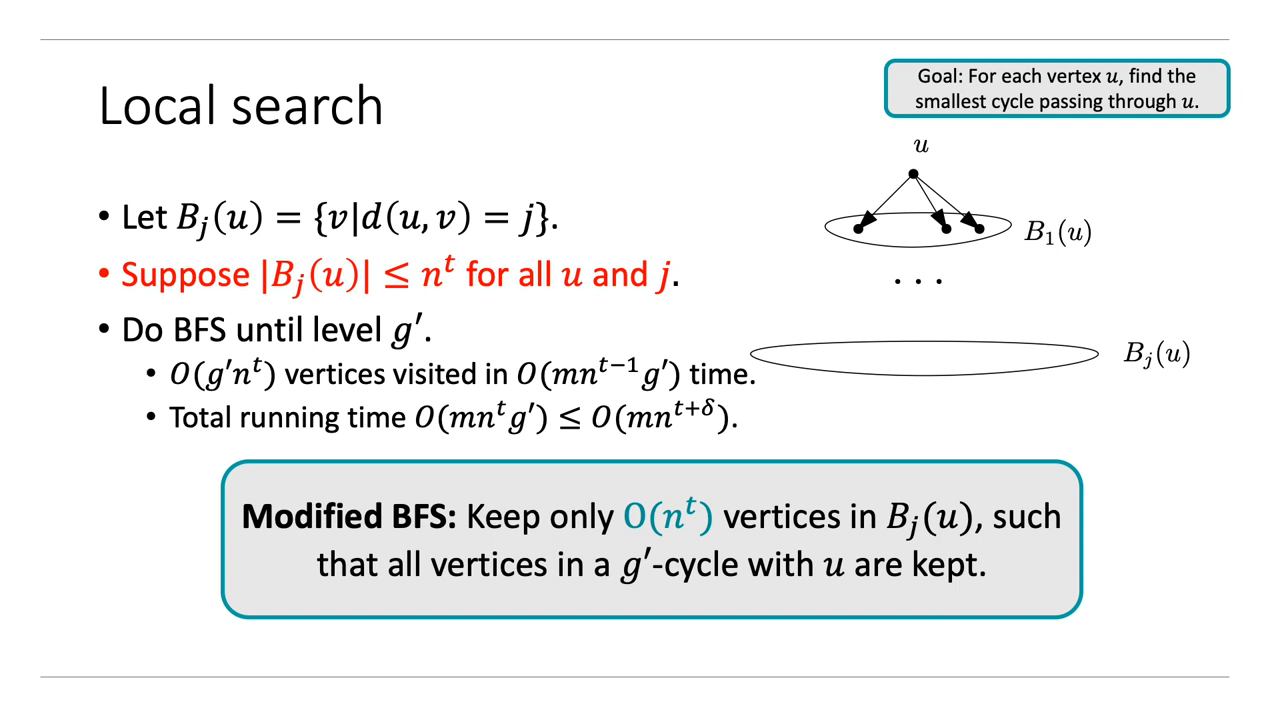 Goal: For each vertex u, find the
smallest cycle passing through u.
Local search
u
• Let B_j(u) = {v|d(u, v) = j}.
B_1(u)
• Suppose |B_j(u)| ≤ n^t for all u and j.
. . .
• Do BFS until level g′.
B_j(u)
• O(g′n^t) vertices visited in O(mn^{t−1}g′) time.
• Total running time O(mn^t g′) ≤ O(mn^{t+δ}).
Modified BFS: Keep only O(n^t) vertices in B_j(u), such
that all vertices in a g′-cycle with u are kept.